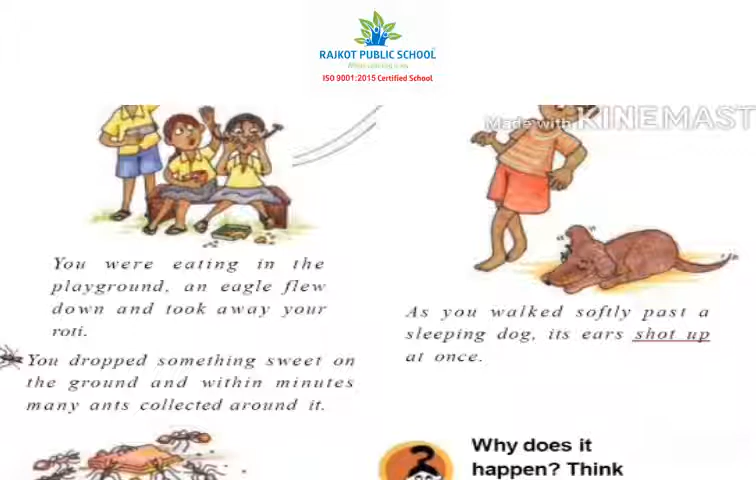 RAJKOT PUBLIC SCHOOL
ISO 9001:2015 Certified School
Made with KINEMAST
You were eating in the
playground, an eagle flew
down and took away your
roti.
You dropped something sweet on
the ground and within minutes
many ants collected around it.
As you walked softly past a
sleeping dog, its ears shot up
at once.
?
Why does it
happen? Think